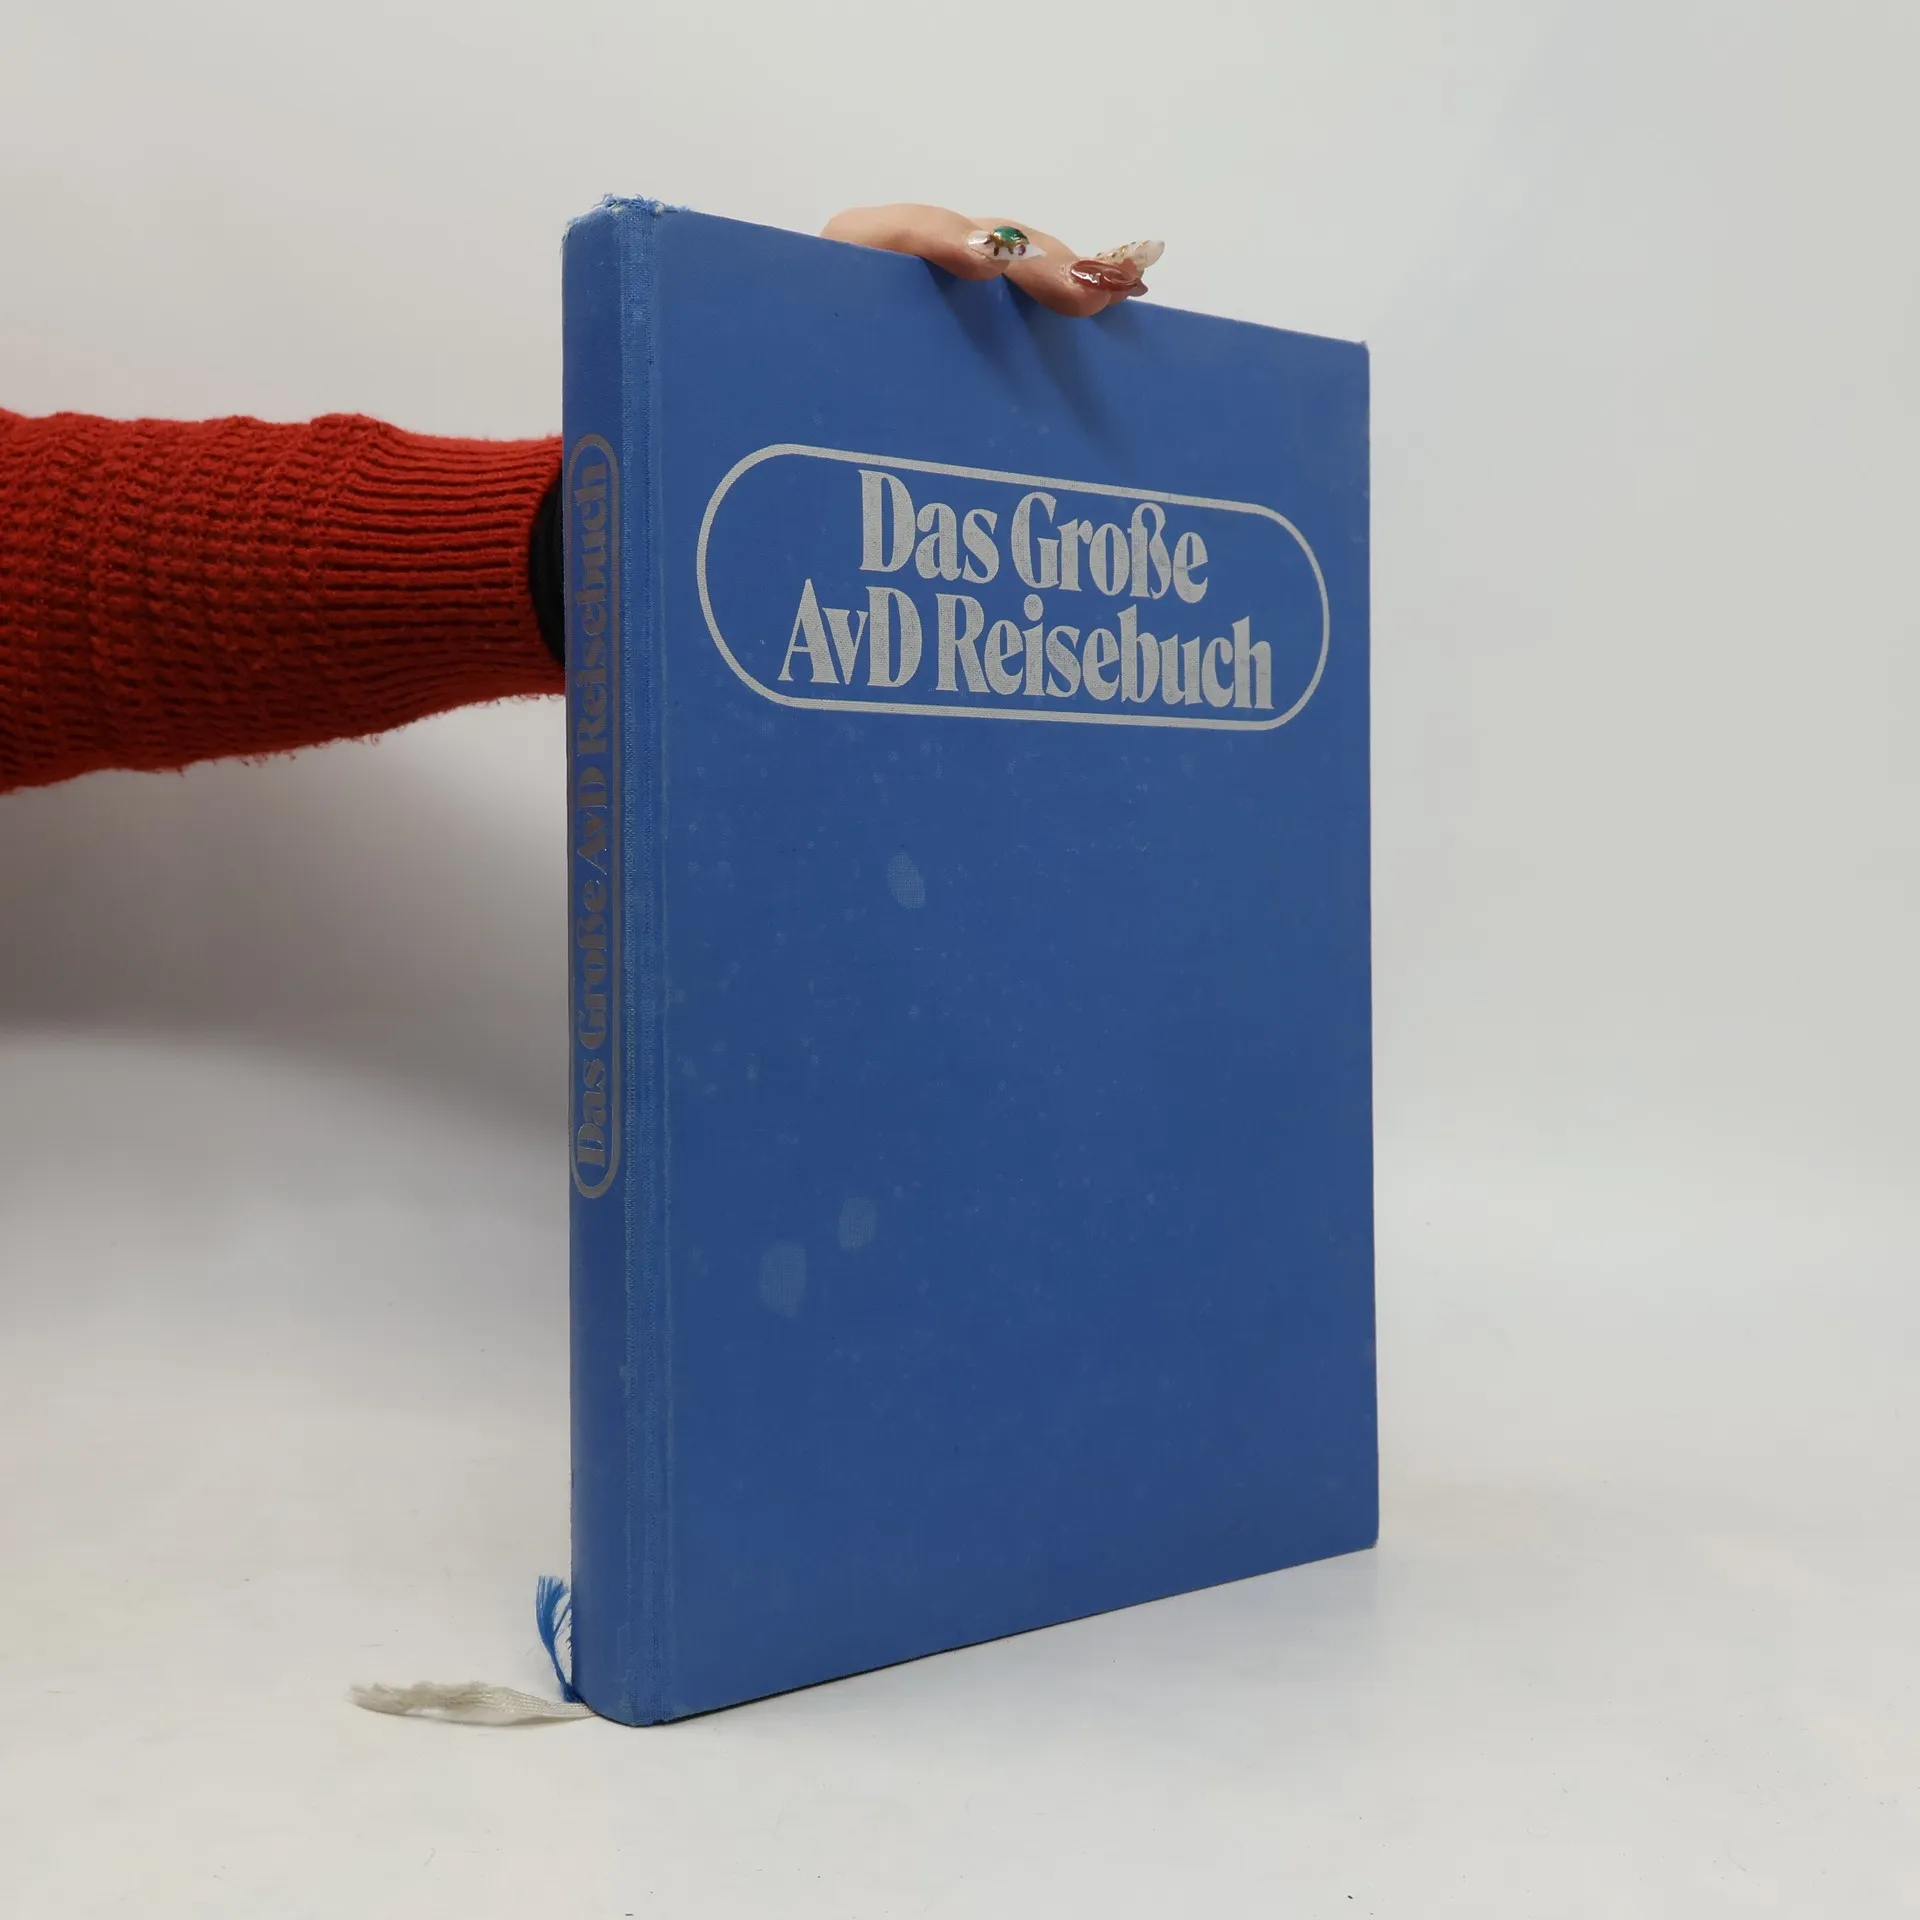 Das Große AvD Reisebuch
Das Große
AvD Reisebuch